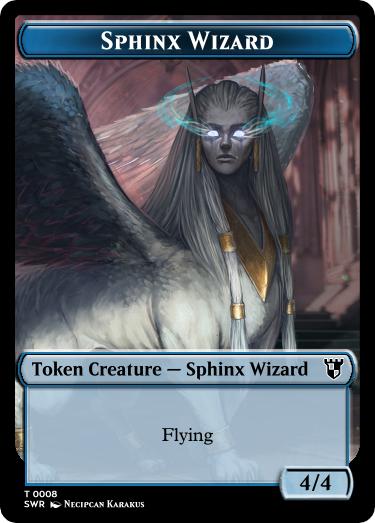 Sphinx Wizard
Token Creature — Sphinx Wizard
Flying
4/4
T 0008
SWR Necipcan Karakus